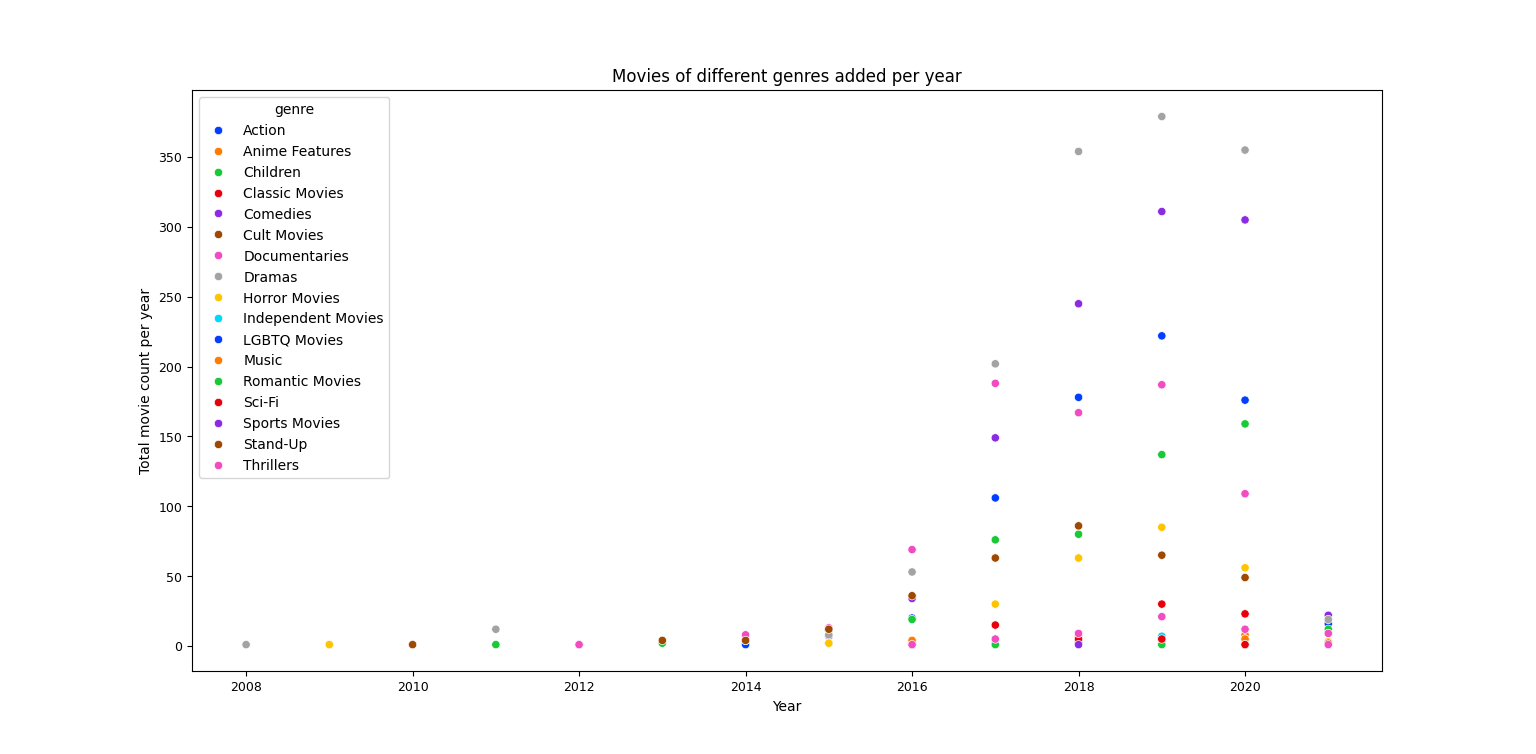 Movies of different genres added per year
genre
Action
Anime Features
Children
Classic Movies
Comedies
Cult Movies
Documentaries
Dramas
Horror Movies
Independent Movies
LGBTQ Movies
Music
Romantic Movies
Sci-Fi
Sports Movies
Stand-Up
Thrillers
Total movie count per year
350
300
250
200
150
100
50
0
2008 2010 2012 2014 2016 2018 2020
Year